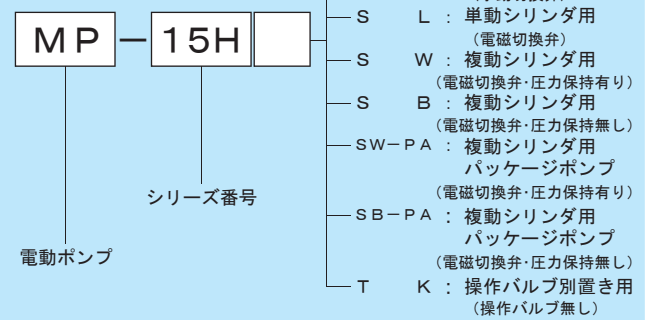 MP－15H
S L : 単動シリンダ用
（電磁切換弁）
S W : 複動シリンダ用
（電磁切換弁･圧力保持有り）
S B : 複動シリンダ用
（電磁切換弁･圧力保持無し）
SW－PA : 複動シリンダ用
パッケージポンプ
（電磁切換弁･圧力保持有り）
シリーズ番号
SB－PA : 複動シリンダ用
パッケージポンプ
（電磁切換弁･圧力保持無し）
電動ポンプ
T K : 操作バルブ別置き用
（操作バルブ無し）